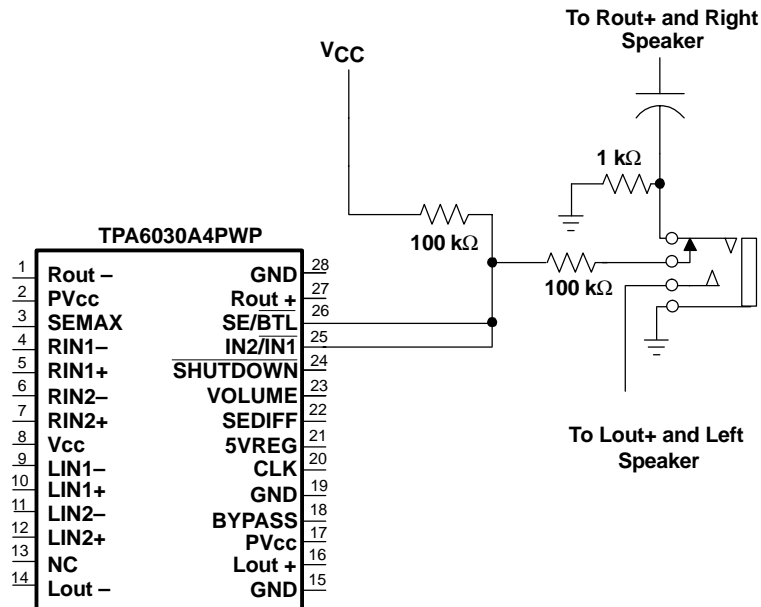 To Rout+ and Right
Speaker
VCC
1 kΩ
100 kΩ
100 kΩ
TPA6030A4PWP
1 Rout – GND 28
2 PVcc Rout + 27
3 SEMAX SE/BTL 26
4 RIN1– IN2/IN1 25
5 RIN1+ SHUTDOWN 24
6 RIN2– VOLUME 23
7 RIN2+ SEDIFF 22
8 Vcc 5VREG 21
9 LIN1– CLK 20
10 LIN1+ GND 19
11 LIN2– BYPASS 18
12 LIN2+ PVcc 17
13 NC Lout + 16
14 Lout – GND 15
To Lout+ and Left
Speaker